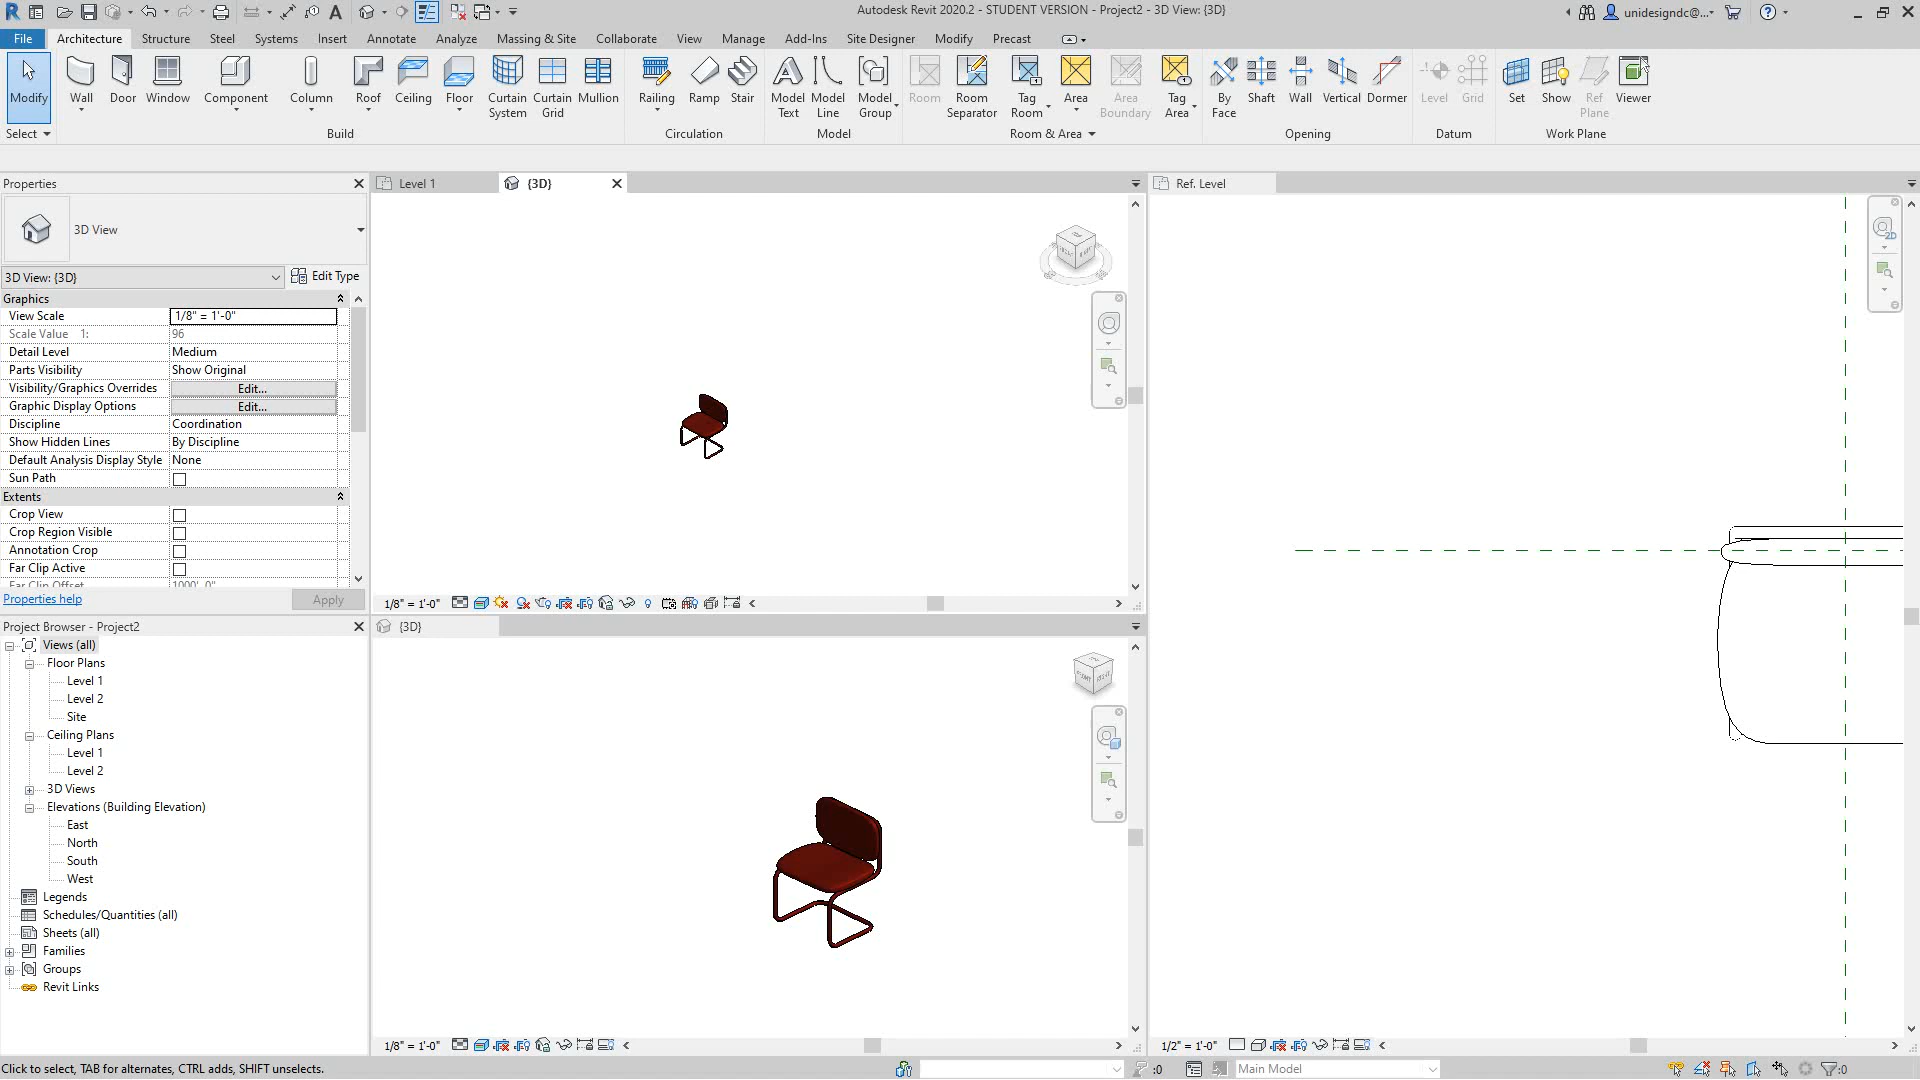 Autodesk Revit 2020.2 - STUDENT VERSION - Project2 - 3D View: {3D}
unidesigndc@...
File Architecture Structure Steel Systems Insert Annotate Analyze Massing & Site Collaborate View Manage Add-Ins Site Designer Modify Precast
Modify Wall Door Window Component Column Roof Ceiling Floor Curtain System Curtain Grid Mullion Railing Ramp Stair Model Text Model Line Model Group Room Room Separator Tag Room Area Area Boundary Tag Area By Face Shaft Wall Vertical Dormer Level Grid Set Show Ref Plane Viewer
Select Build Circulation Model Room & Area Opening Datum Work Plane
Properties
Level 1
{3D}
Ref. Level
3D View
3D View: {3D}
Edit Type
Graphics
View Scale 1/8" = 1'-0"
Scale Value 1: 96
Detail Level Medium
Parts Visibility Show Original
Visibility/Graphics Overrides Edit...
Graphic Display Options Edit...
Discipline Coordination
Show Hidden Lines By Discipline
Default Analysis Display Style None
Sun Path
Extents
Crop View
Crop Region Visible
Annotation Crop
Far Clip Active
Far Clip Offset 1000' 0"
Properties help
Apply
1/8" = 1'-0"
Project Browser - Project2
{3D}
Views (all)
Floor Plans
Level 1
Level 2
Site
Ceiling Plans
Level 1
Level 2
3D Views
Elevations (Building Elevation)
East
North
South
West
Legends
Schedules/Quantities (all)
Sheets (all)
Families
Groups
Revit Links
2D
1/8" = 1'-0"
1/2" = 1'-0"
Click to select, TAB for alternates, CTRL adds, SHIFT unselects.
:0
Main Model
:0